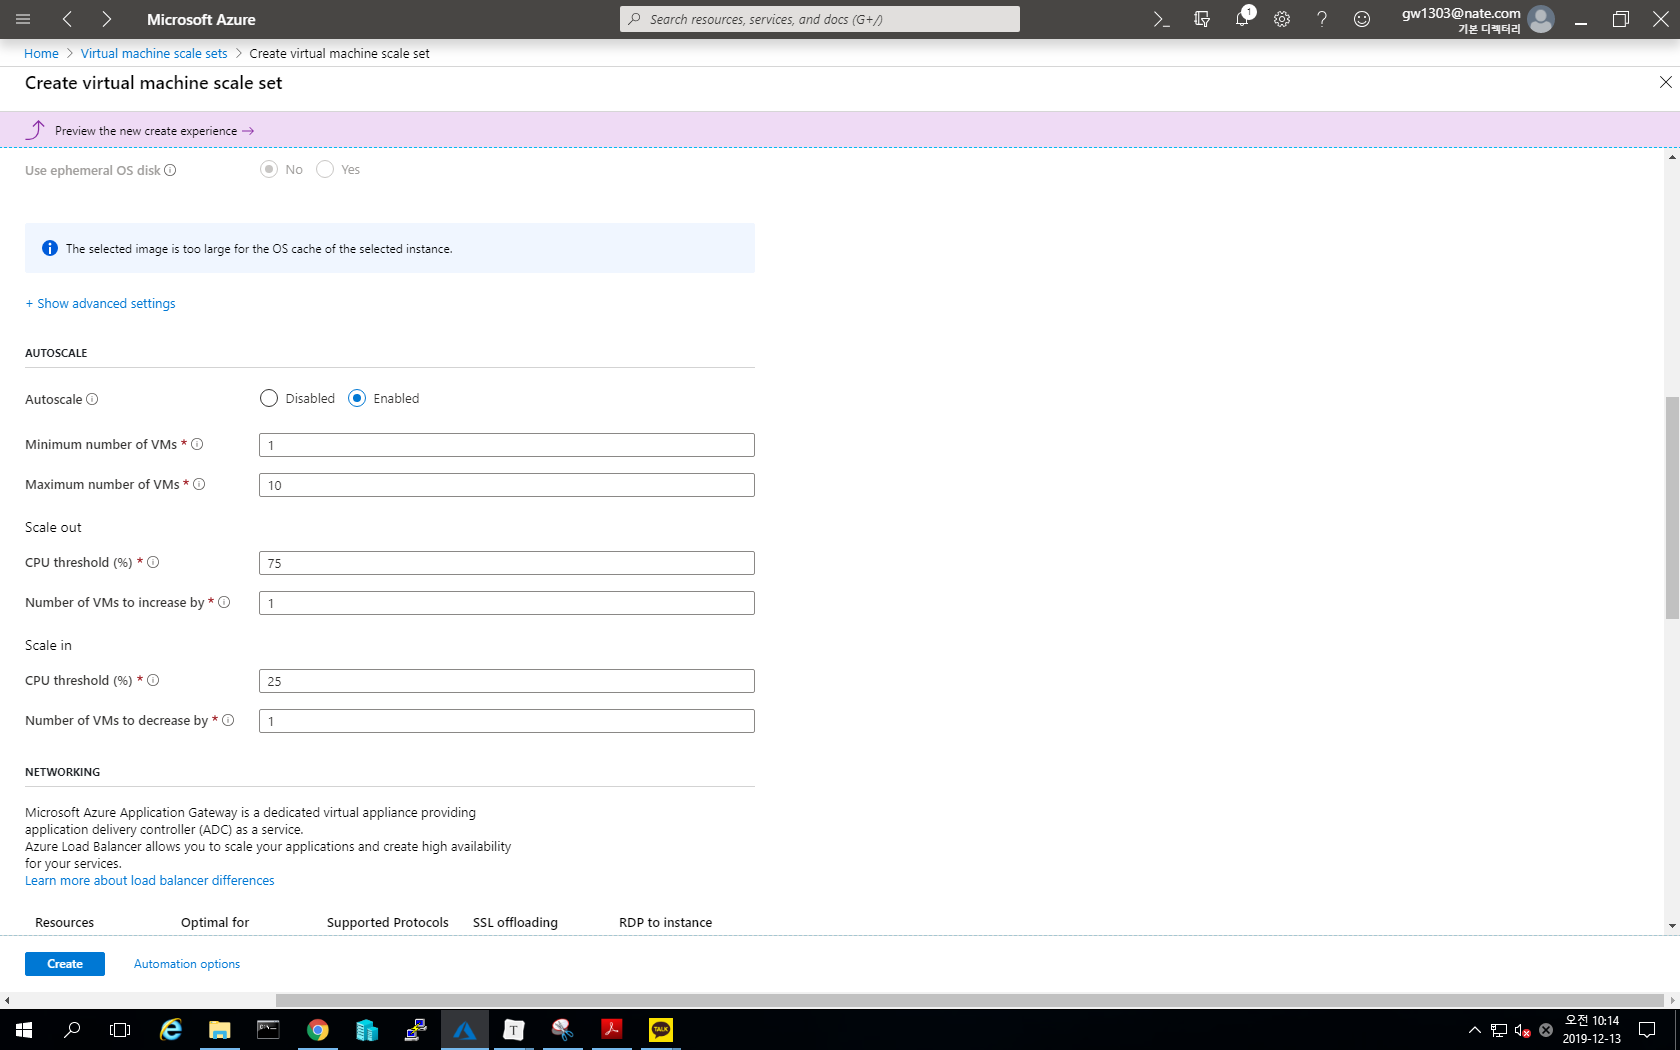 Microsoft Azure
Search resources, services, and docs (G+/)
1
gw1303@nate.com
기본 디렉터리
Home > Virtual machine scale sets > Create virtual machine scale set
Create virtual machine scale set
Preview the new create experience →
Use ephemeral OS disk No Yes
The selected image is too large for the OS cache of the selected instance.
+ Show advanced settings
AUTOSCALE
Autoscale Disabled Enabled
Minimum number of VMs * 1
Maximum number of VMs * 10
Scale out
CPU threshold (%) * 75
Number of VMs to increase by * 1
Scale in
CPU threshold (%) * 25
Number of VMs to decrease by * 1
NETWORKING
Microsoft Azure Application Gateway is a dedicated virtual appliance providing
application delivery controller (ADC) as a service.
Azure Load Balancer allows you to scale your applications and create high availability
for your services.
Learn more about load balancer differences
Resources Optimal for Supported Protocols SSL offloading RDP to instance
Create Automation options
T
TALK
오전 10:14
2019-12-13